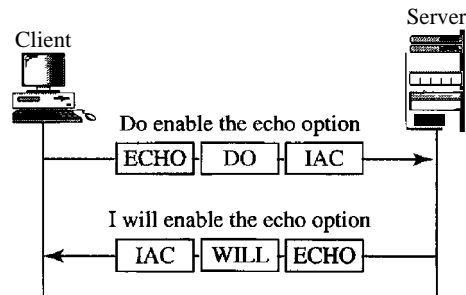 Server
Client
Do enable the echo option
ECHO DO IAC
I will enable the echo option
IAC WILL ECHO